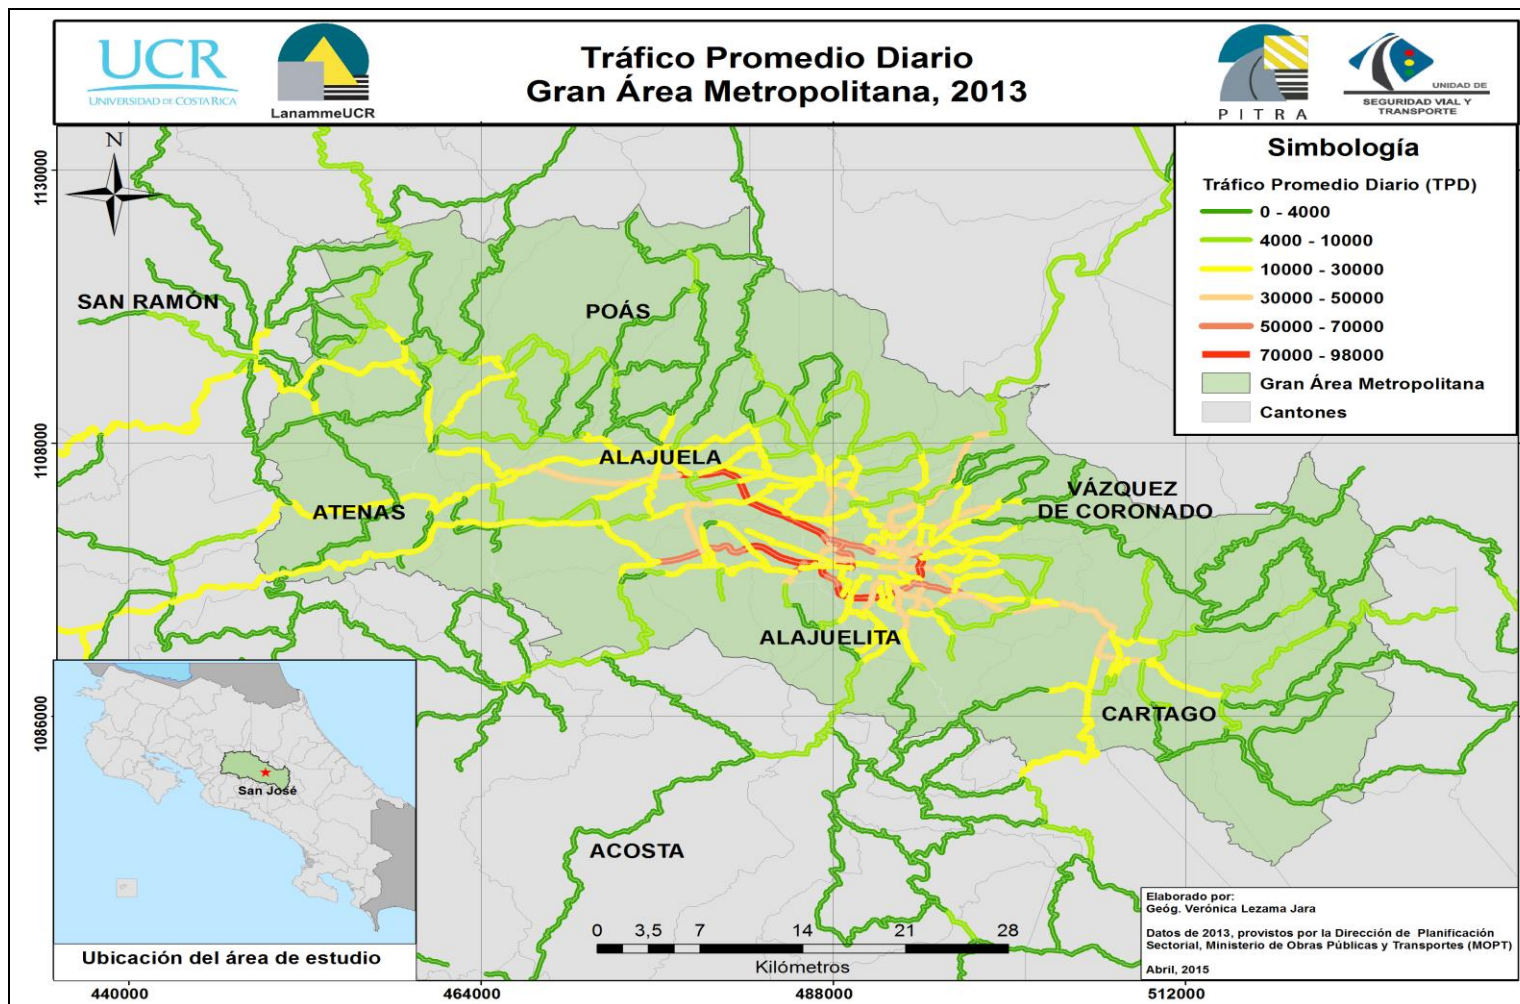 UCR
UNIVERSIDAD DE COSTA RICA
LanammeUCR
Tráfico Promedio Diario
Gran Área Metropolitana, 2013
PITRA
UNIDAD DE
SEGURIDAD VIAL Y
TRANSPORTE
N
Simbología
Tráfico Promedio Diario (TPD)
0 - 4000
4000 - 10000
10000 - 30000
30000 - 50000
50000 - 70000
70000 - 98000
Gran Área Metropolitana
Cantones
1130000
1108000
1086000
SAN RAMÓN
POÁS
ALAJUELA
ATENAS
VÁZQUEZ
DE CORONADO
ALAJUELITA
CARTAGO
ACOSTA
San José
Ubicación del área de estudio
0 3,5 7 14 21 28
Kilómetros
Elaborado por:
Geóg. Verónica Lezama Jara
Datos de 2013, provistos por la Dirección de Planificación
Sectorial, Ministerio de Obras Públicas y Transportes (MOPT)
Abril, 2015
440000 464000 488000 512000